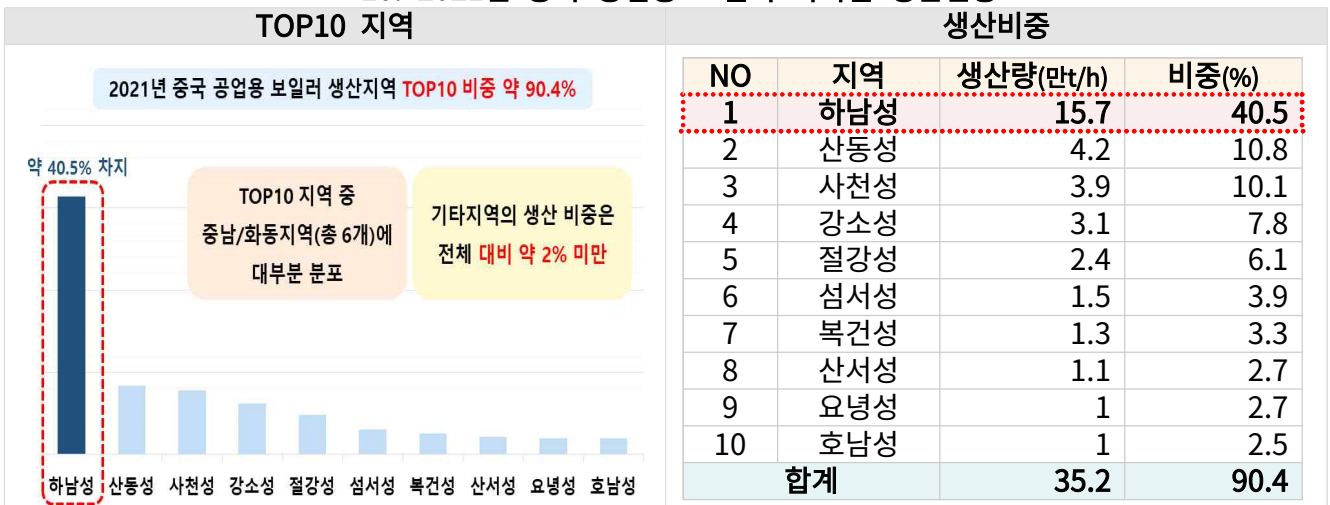 TOP10 지역
생산비중
2021년 중국 공업용 보일러 생산지역 TOP10 비중 약 90.4%
약 40.5% 차지
TOP10 지역 중
중남/화동지역(총 6개)에
대부분 분포
기타지역의 생산 비중은
전체 대비 약 2% 미만
하남성 산동성 사천성 강소성 절강성 섬서성 복건성 산서성 요녕성 호남성
NO 지역 생산량(만t/h) 비중(%)
1 하남성 15.7 40.5
2 산동성 4.2 10.8
3 사천성 3.9 10.1
4 강소성 3.1 7.8
5 절강성 2.4 6.1
6 섬서성 1.5 3.9
7 복건성 1.3 3.3
8 산서성 1.1 2.7
9 요녕성 1 2.7
10 호남성 1 2.5
합계 35.2 90.4